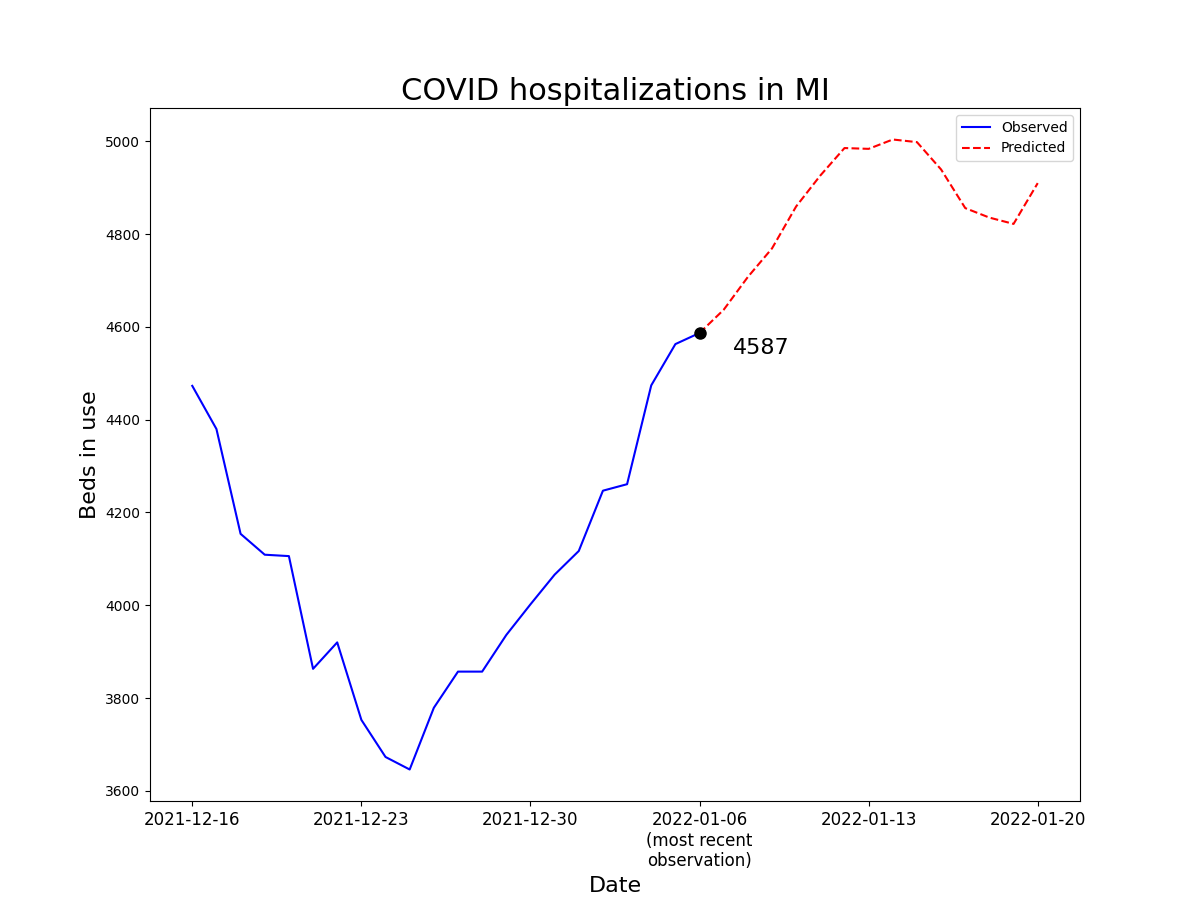 COVID hospitalizations in MI
Observed
Predicted
5000
4800
4600
4400
4200
4000
3800
3600
Beds in use
4587
2021-12-16
2021-12-23
2021-12-30
2022-01-06
(most recent
observation)
2022-01-13
2022-01-20
Date